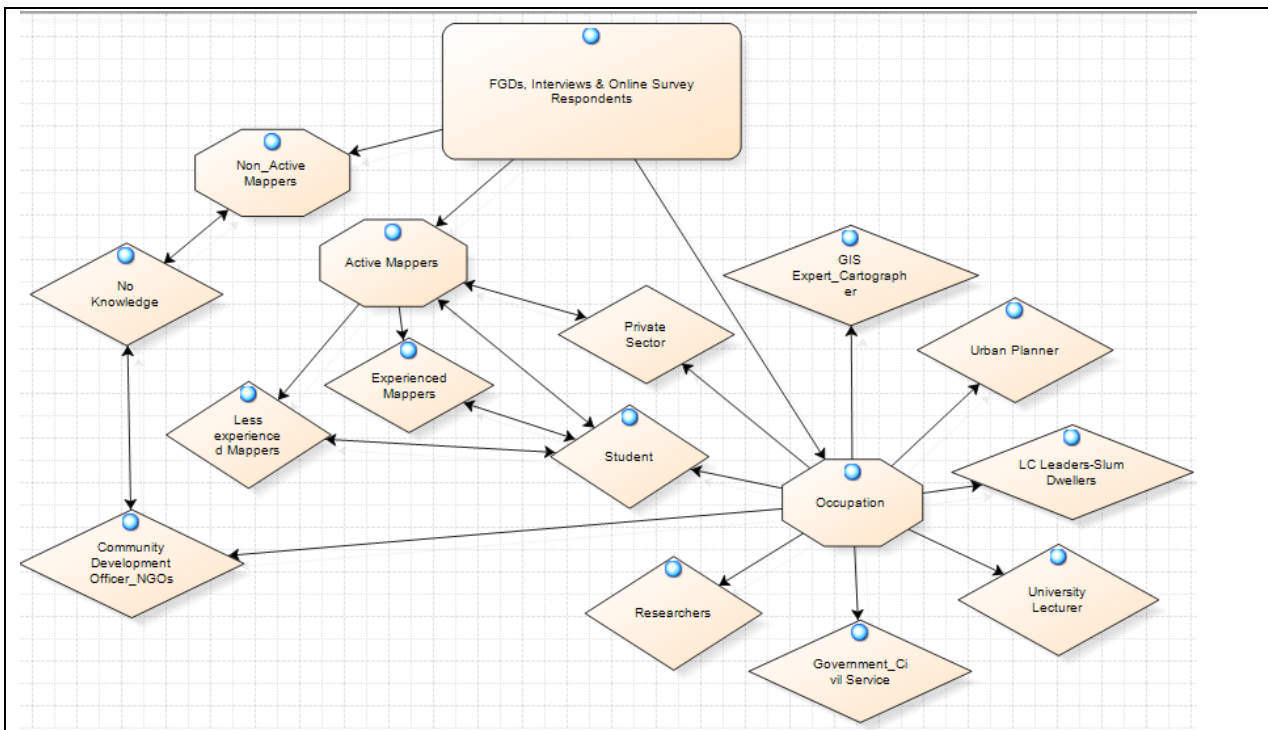 FGDs, Interviews & Online Survey
Respondents
Non_Active
Mappers
Active Mappers
No
Knowledge
GIS
Expert_Cartograph
er
Private
Sector
Urban Planner
Experienced
Mappers
Less
experience
d Mappers
Student
LC Leaders-Slum
Dwellers
Occupation
Community
Development
Officer_NGOs
Researchers
University
Lecturer
Government_Ci
vil Service